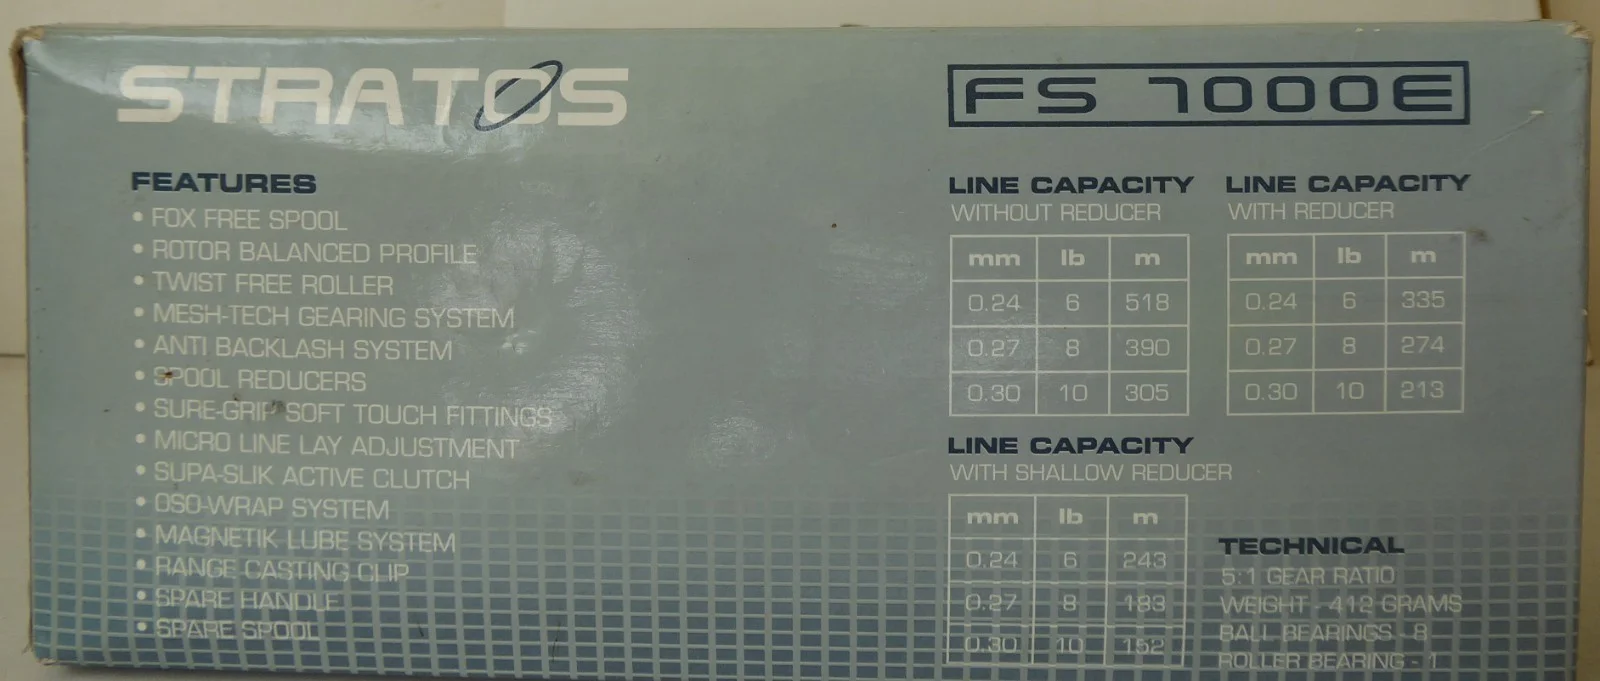 STRATOS
FS 7000E
FEATURES
• FOX FREE SPOOL
• ROTOR BALANCED PROFILE
• TWIST FREE ROLLER
• MESH-TECH GEARING SYSTEM
• ANTI BACKLASH SYSTEM
• SPOOL REDUCERS
• SURE-GRIP SOFT TOUCH FITTINGS
• MICRO LINE LAY ADJUSTMENT
• SUPA-SLIK ACTIVE CLUTCH
• OSO-WRAP SYSTEM
• MAGNETIK LUBE SYSTEM
• RANGE CASTING CLIP
• SPARE HANDLE
• SPARE SPOOL
LINE CAPACITY
WITHOUT REDUCER
mm lb m
0.24 6 518
0.27 8 390
0.30 10 305
LINE CAPACITY
WITH REDUCER
mm lb m
0.24 6 335
0.27 8 274
0.30 10 213
LINE CAPACITY
WITH SHALLOW REDUCER
mm lb m
0.24 6 243
0.27 8 183
0.30 10 152
TECHNICAL
5:1 GEAR RATIO
WEIGHT - 412 GRAMS
BALL BEARINGS - 8
ROLLER BEARING - 1